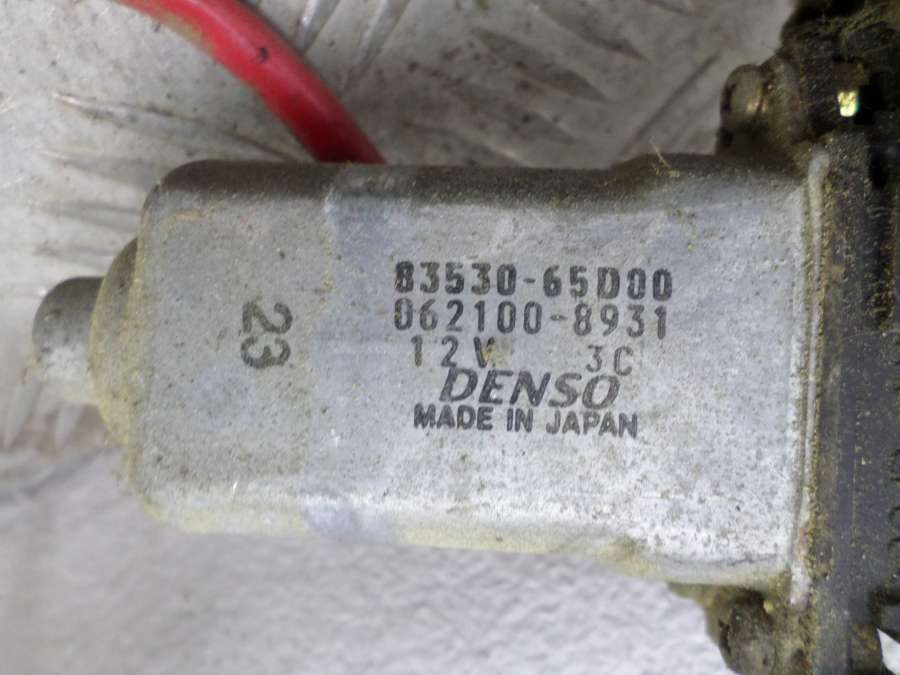 83530-65D00
062100-8931
12V 3C
DENSO
MADE IN JAPAN
23